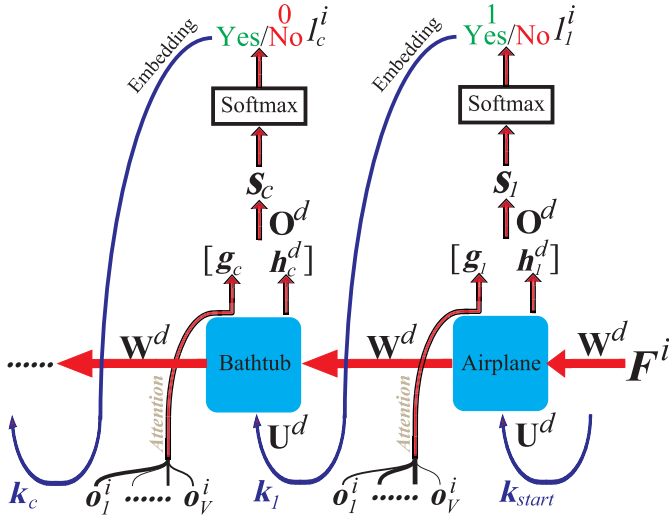 0 1
Yes/No l_c^i Yes/No l_1^i
Embedding Embedding
Softmax Softmax
s_c s_1
O^d O^d
[g_c h_c^d] [g_1 h_1^d]
W^d W^d W^d
...... Bathtub Airplane F^i
Attention Attention
U^d U^d
k_c k_1 k_start
o_1^i ...... o_V^i o_1^i ...... o_V^i